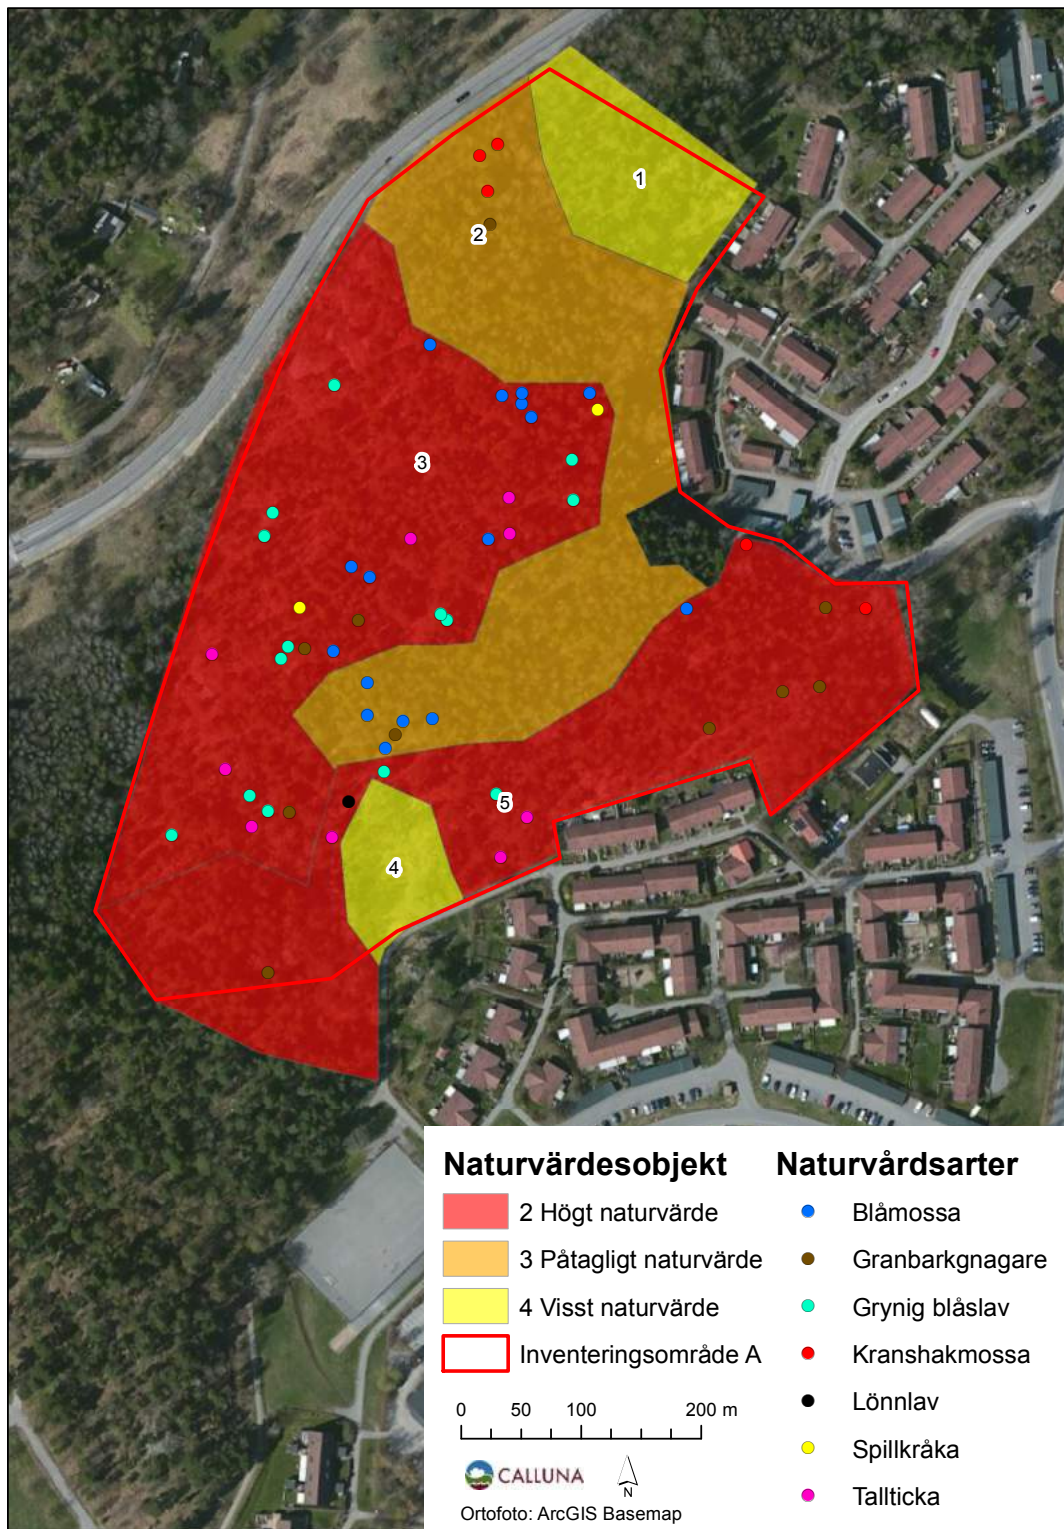 1
2
3
4
5
Naturvärdesobjekt
2 Högt naturvärde
3 Påtagligt naturvärde
4 Visst naturvärde
Inventeringsområde A
0 50 100 200 m
CALLUNA
N
Ortofoto: ArcGIS Basemap
Naturvårdsarter
Blåmossa
Granbarkgnagare
Grynig blåslav
Kranshakmossa
Lönnlav
Spillkråka
Tallticka